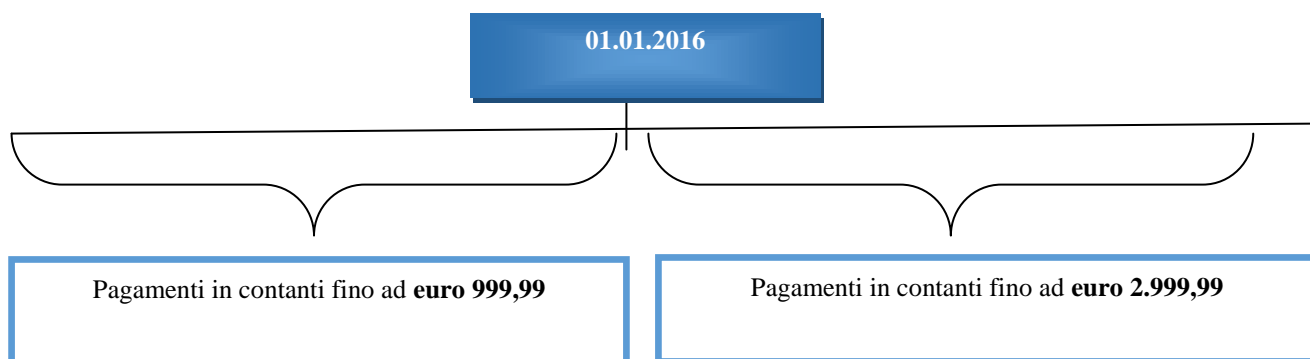 01.01.2016
Pagamenti in contanti fino ad euro 999,99
Pagamenti in contanti fino ad euro 2.999,99